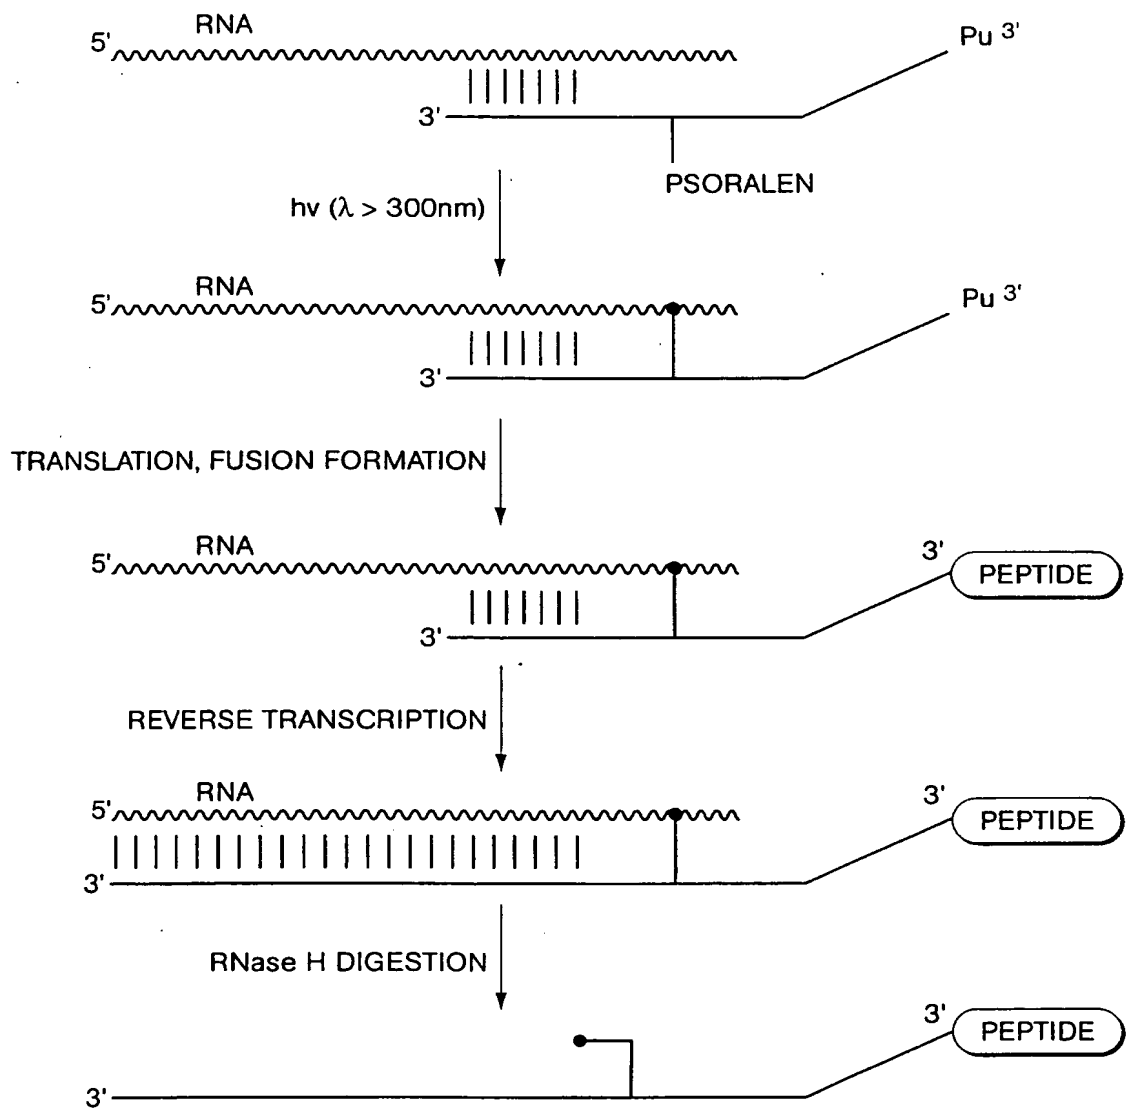 RNA
5'
Pu 3'
3'
PSORALEN
hν (λ > 300nm)
RNA
5'
Pu 3'
3'
TRANSLATION, FUSION FORMATION
RNA
5'
3'
PEPTIDE
3'
REVERSE TRANSCRIPTION
RNA
5'
3'
PEPTIDE
3'
RNase H DIGESTION
3'
PEPTIDE
3'